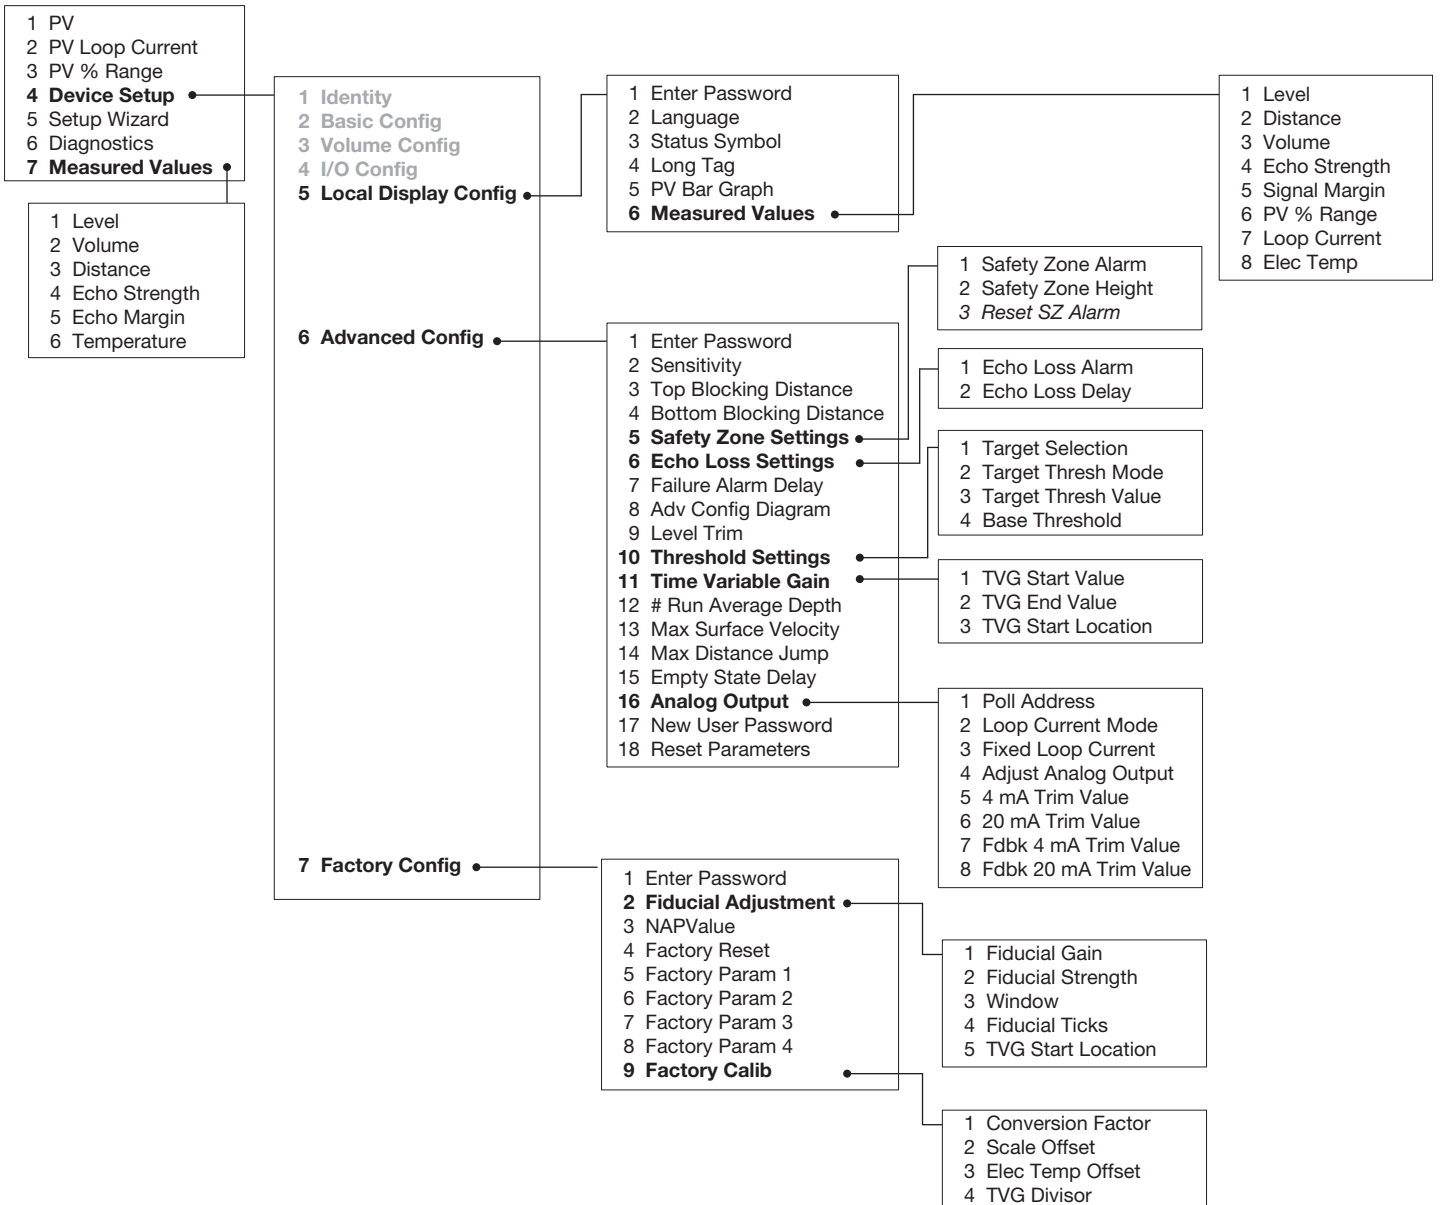 1 PV
2 PV Loop Current
3 PV % Range
4 Device Setup
5 Setup Wizard
6 Diagnostics
7 Measured Values
1 Level
2 Volume
3 Distance
4 Echo Strength
5 Echo Margin
6 Temperature
1 Identity
2 Basic Config
3 Volume Config
4 I/O Config
5 Local Display Config
6 Advanced Config
7 Factory Config
1 Enter Password
2 Language
3 Status Symbol
4 Long Tag
5 PV Bar Graph
6 Measured Values
1 Level
2 Distance
3 Volume
4 Echo Strength
5 Signal Margin
6 PV % Range
7 Loop Current
8 Elec Temp
1 Enter Password
2 Sensitivity
3 Top Blocking Distance
4 Bottom Blocking Distance
5 Safety Zone Settings
6 Echo Loss Settings
7 Failure Alarm Delay
8 Adv Config Diagram
9 Level Trim
10 Threshold Settings
11 Time Variable Gain
12 # Run Average Depth
13 Max Surface Velocity
14 Max Distance Jump
15 Empty State Delay
16 Analog Output
17 New User Password
18 Reset Parameters
1 Safety Zone Alarm
2 Safety Zone Height
3 Reset SZ Alarm
1 Echo Loss Alarm
2 Echo Loss Delay
1 Target Selection
2 Target Thresh Mode
3 Target Thresh Value
4 Base Threshold
1 TVG Start Value
2 TVG End Value
3 TVG Start Location
1 Poll Address
2 Loop Current Mode
3 Fixed Loop Current
4 Adjust Analog Output
5 4 mA Trim Value
6 20 mA Trim Value
7 Fdbk 4 mA Trim Value
8 Fdbk 20 mA Trim Value
1 Enter Password
2 Fiducial Adjustment
3 NAPValue
4 Factory Reset
5 Factory Param 1
6 Factory Param 2
7 Factory Param 3
8 Factory Param 4
9 Factory Calib
1 Fiducial Gain
2 Fiducial Strength
3 Window
4 Fiducial Ticks
5 TVG Start Location
1 Conversion Factor
2 Scale Offset
3 Elec Temp Offset
4 TVG Divisor